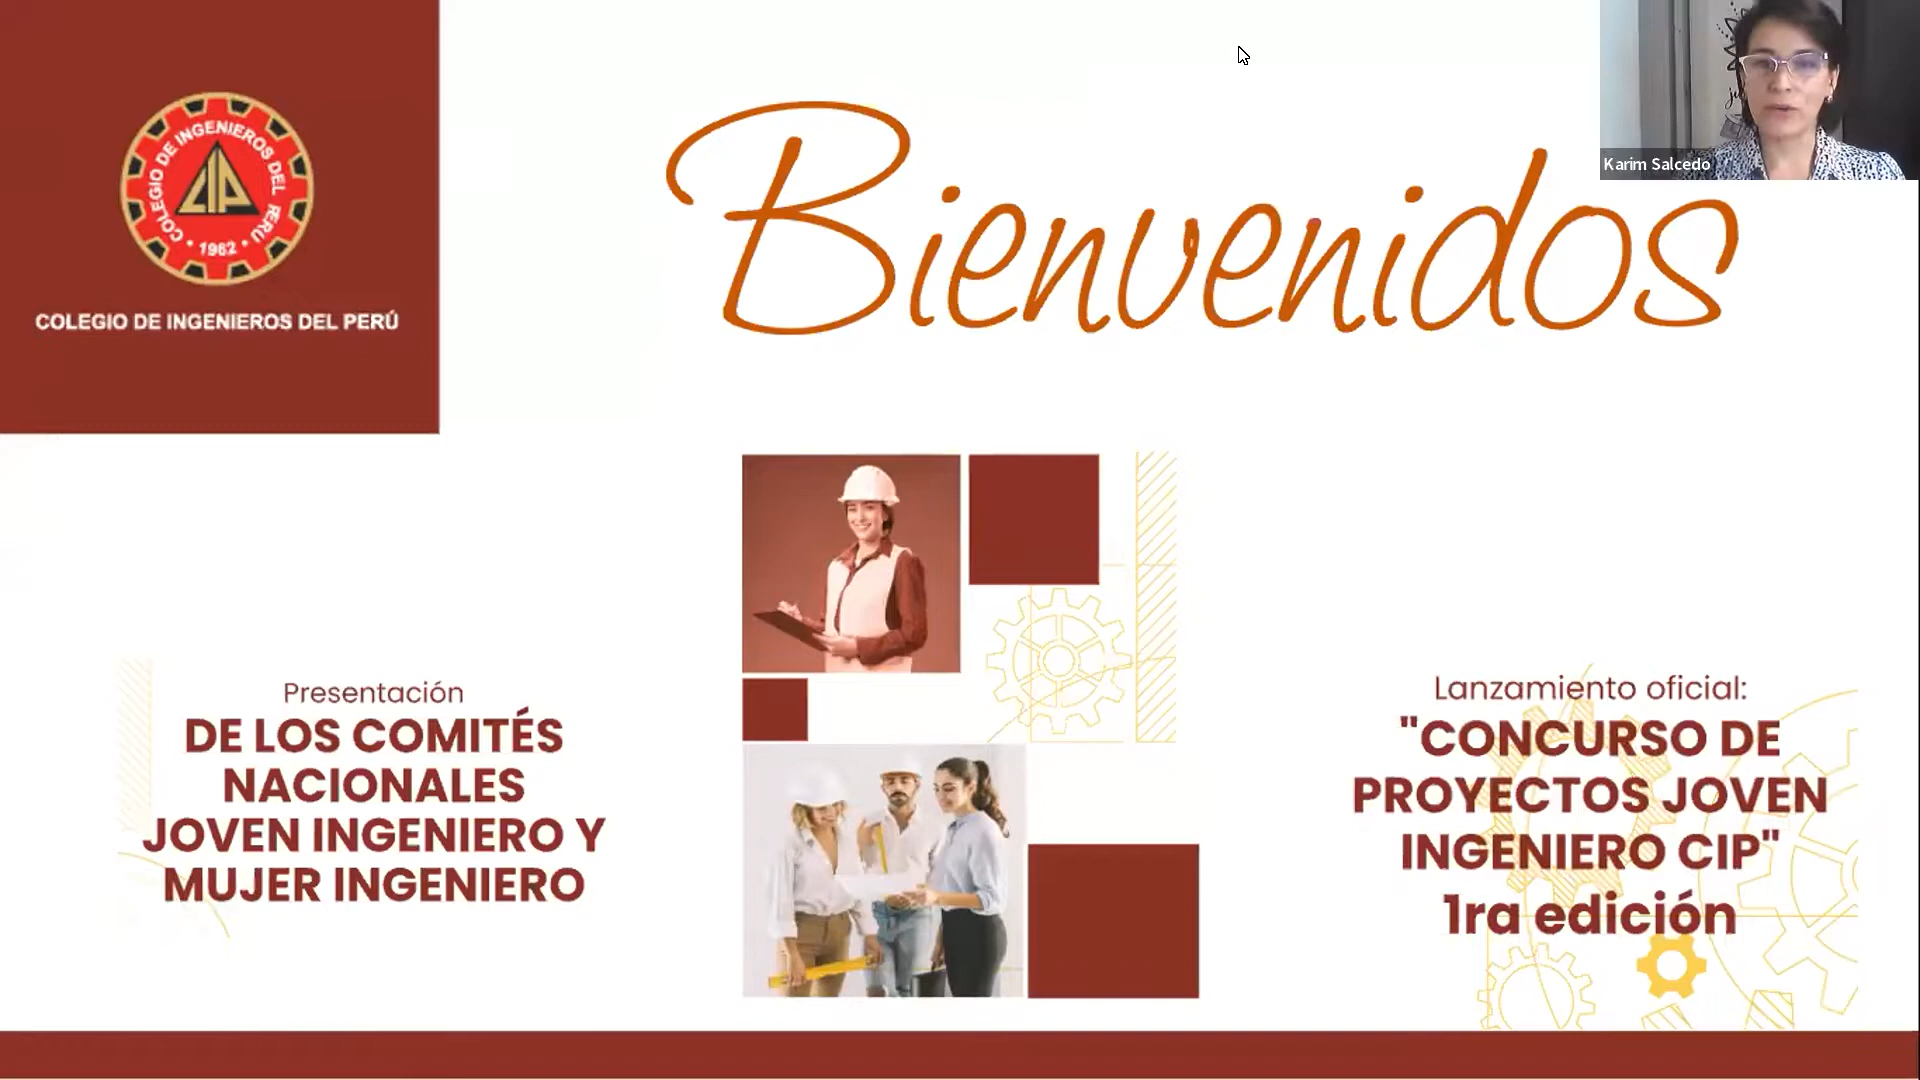 COLEGIO DE INGENIEROS DEL PERU
CIP
• 1962 •
COLEGIO DE INGENIEROS DEL PERÚ
Bienvenidos
Karim Salcedo
Presentación
DE LOS COMITÉS
NACIONALES
JOVEN INGENIERO Y
MUJER INGENIERO
Lanzamiento oficial:
"CONCURSO DE
PROYECTOS JOVEN
INGENIERO CIP"
1ra edición